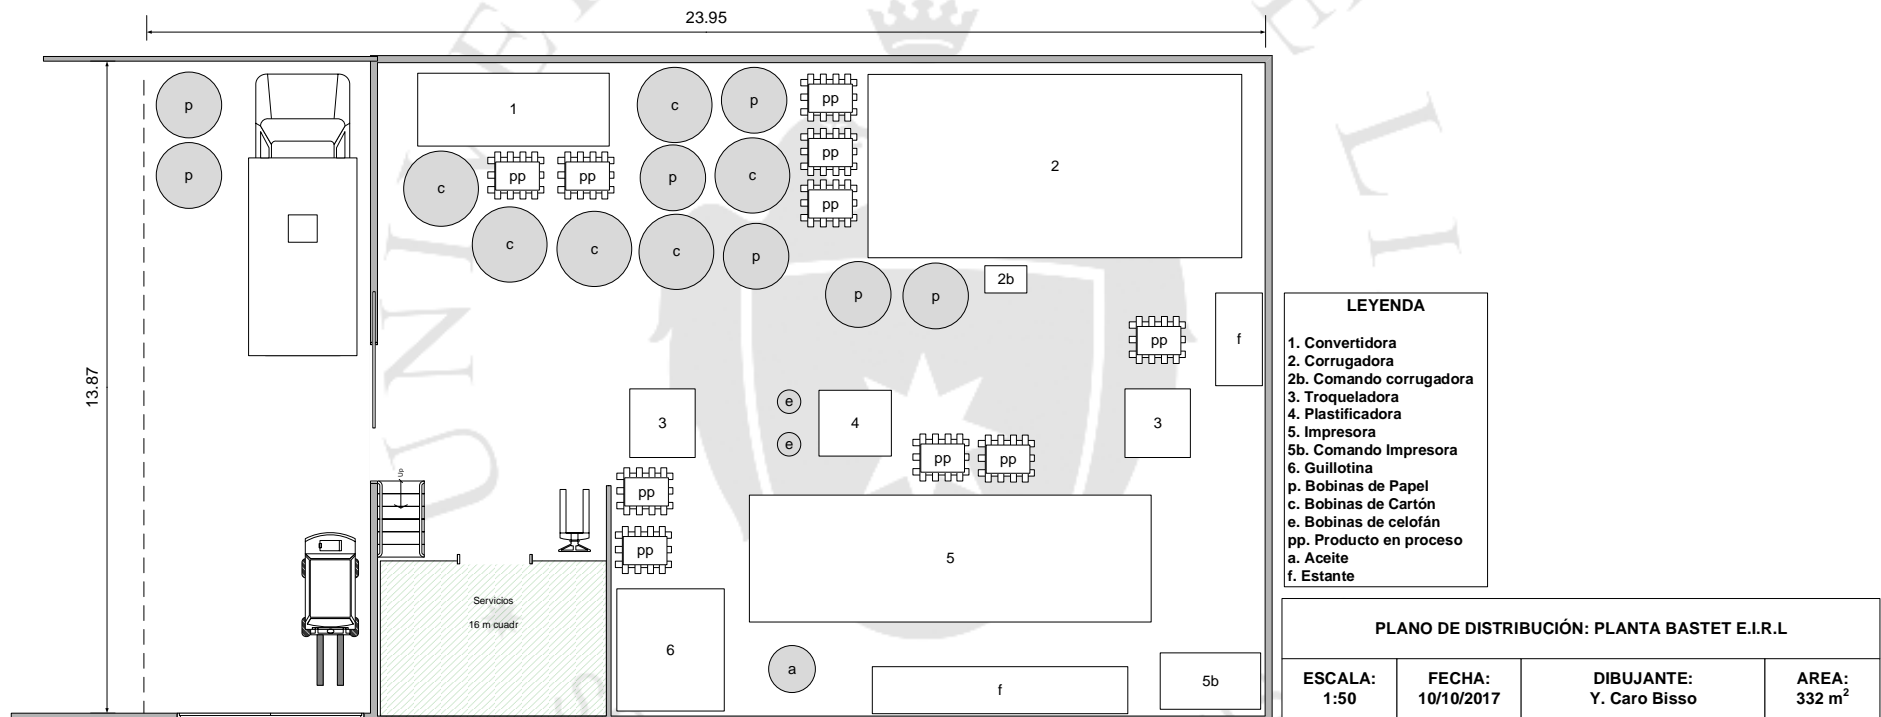 23.95
13.87
p
p
1
c
p
pp
2
pp
c
pp
pp
p
c
pp
c
c
c
p
p
p
2b
pp
f
3
e
e
4
3
pp
pp
Up
pp
pp
5
Servicios
16 m cuadr
6
a
f
5b
LEYENDA
1. Convertidora
2. Corrugadora
2b. Comando corrugadora
3. Troqueladora
4. Plastificadora
5. Impresora
5b. Comando Impresora
6. Guillotina
p. Bobinas de Papel
c. Bobinas de Cartón
e. Bobinas de celofán
pp. Producto en proceso
a. Aceite
f. Estante
PLANO DE DISTRIBUCIÓN: PLANTA BASTET E.I.R.L
ESCALA:
1:50
FECHA:
10/10/2017
DIBUJANTE:
Y. Caro Bisso
AREA:
332 m²